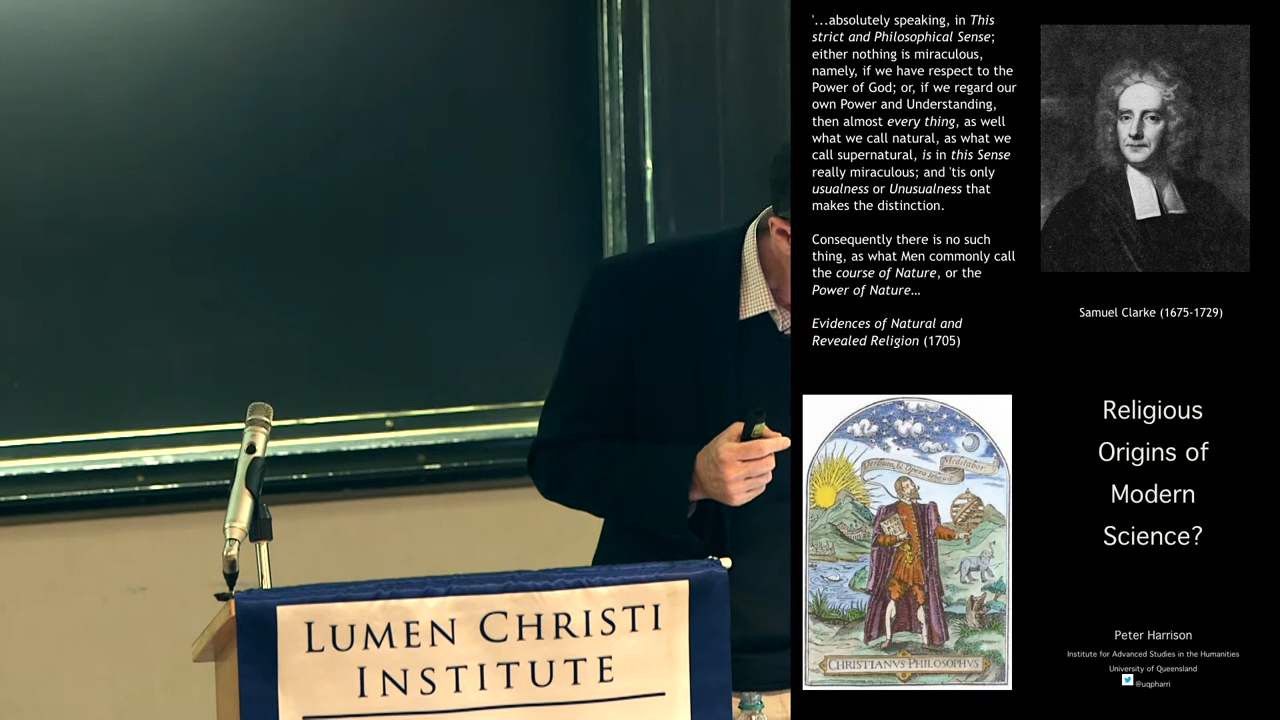 '...absolutely speaking, in This
strict and Philosophical Sense;
either nothing is miraculous,
namely, if we have respect to the
Power of God; or, if we regard our
own Power and Understanding,
then almost every thing, as well
what we call natural, as what we
call supernatural, is in this Sense
really miraculous; and 'tis only
usualness or Unusualness that
makes the distinction.
Consequently there is no such
thing, as what Men commonly call
the course of Nature, or the
Power of Nature…
Evidences of Natural and
Revealed Religion (1705)
Samuel Clarke (1675-1729)
Meditabor
CHRISTIANVS PHILOSOPHVS
Religious
Origins of
Modern
Science?
Peter Harrison
Institute for Advanced Studies in the Humanities
University of Queensland
@uqpharri
LUMEN CHRISTI
INSTITUTE